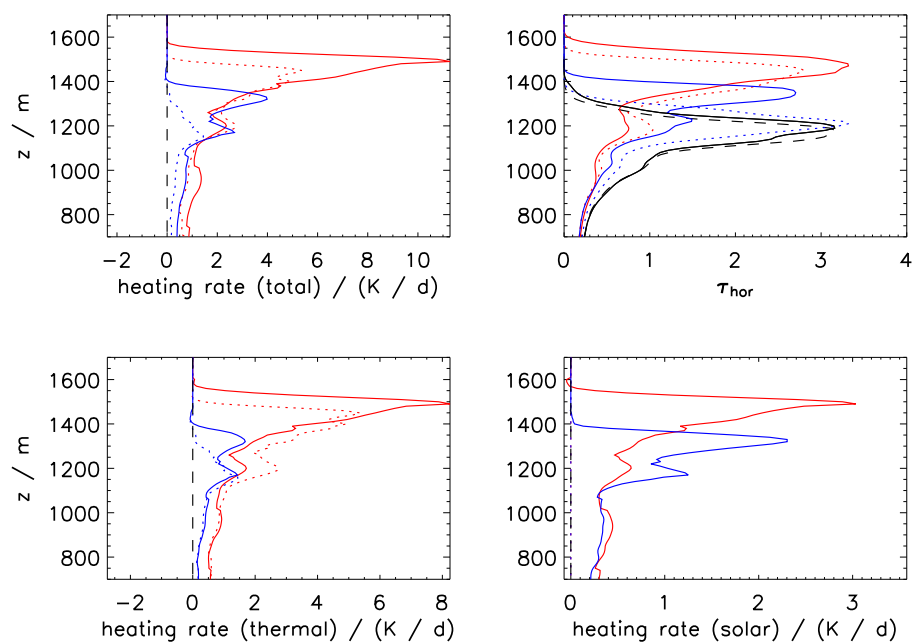 1600
1400
1200
1000
800
z / m
−2 0 2 4 6 8 10
heating rate (total) / (K / d)
1600
1400
1200
1000
800
0 1 2 3 4
τhor
1600
1400
1200
1000
800
z / m
−2 0 2 4 6 8
heating rate (thermal) / (K / d)
1600
1400
1200
1000
800
0 1 2 3
heating rate (solar) / (K / d)